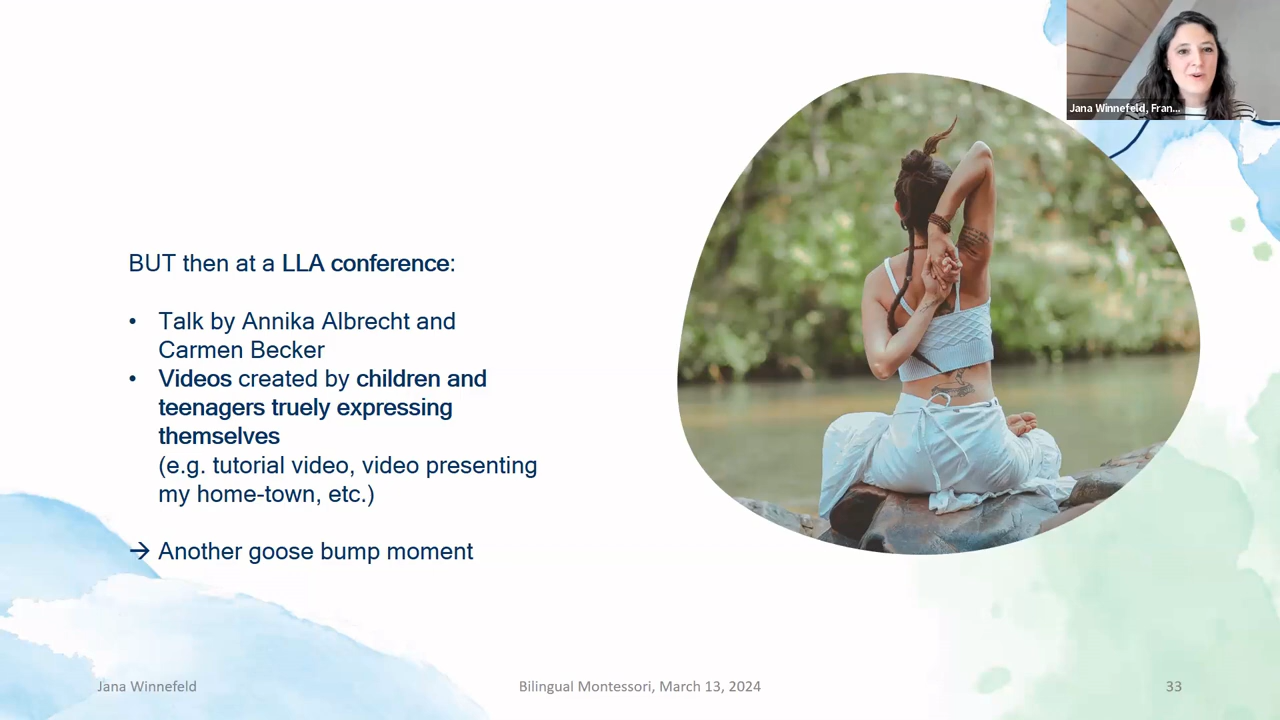 Jana Winnefeld, Fran...
BUT then at a LLA conference:
• Talk by Annika Albrecht and
Carmen Becker
• Videos created by children and
teenagers truely expressing
themselves
(e.g. tutorial video, video presenting
my home-town, etc.)
→ Another goose bump moment
Jana Winnefeld
Bilingual Montessori, March 13, 2024
33